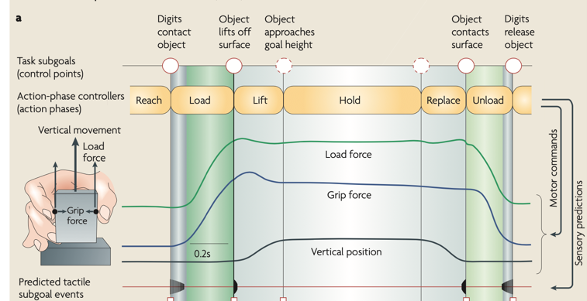 a
Digits
contact
object
Object
lifts off
surface
Object
approaches
goal height
Object
contacts
surface
Digits
release
object
Task subgoals
(control points)
Action-phase controllers
(action phases)
Reach
Load
Lift
Hold
Replace
Unload
Vertical movement
Load
force
Grip
force
Load force
Grip force
0.2s
Vertical position
Motor commands
Sensory predictions
Predicted tactile
subgoal events